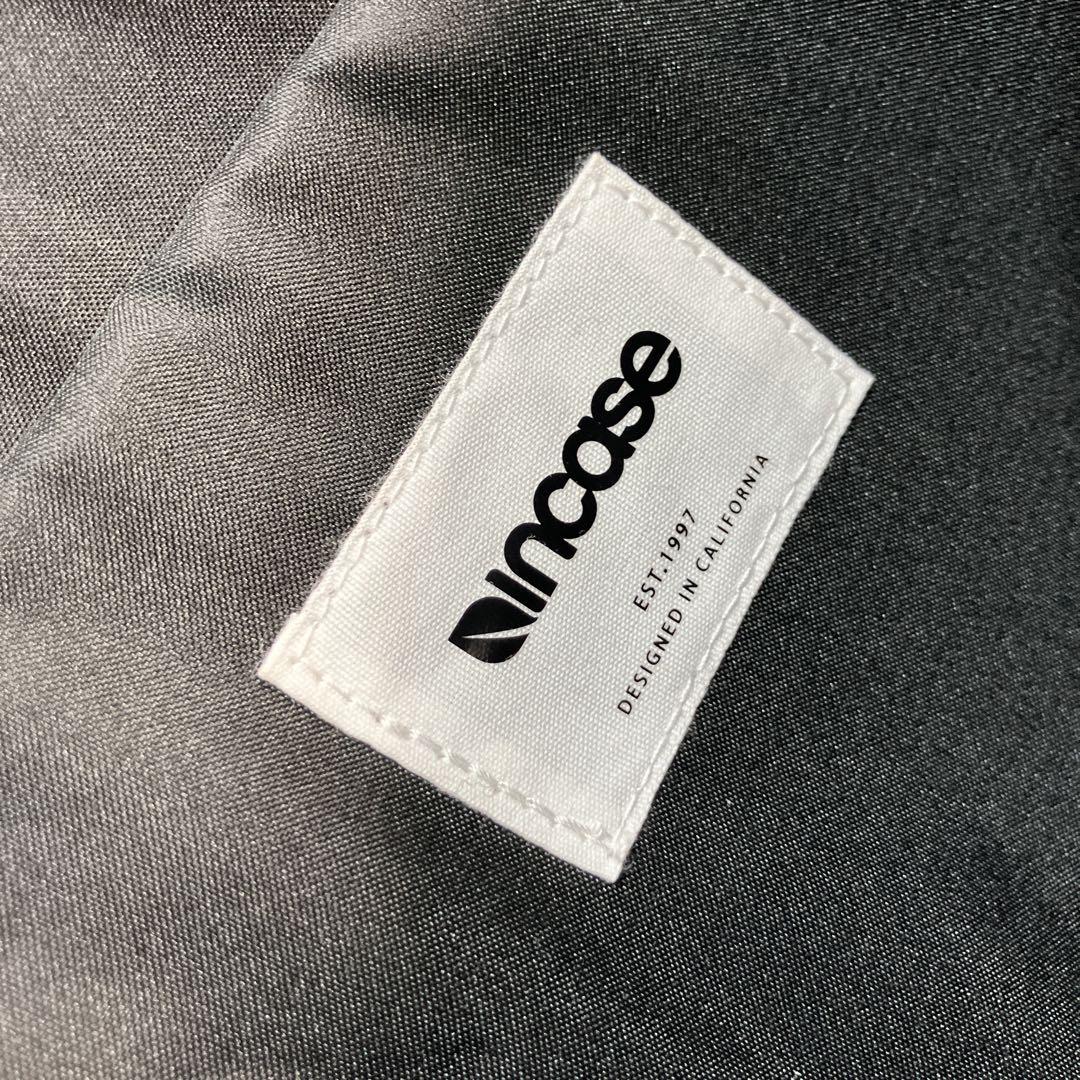 incase
EST.1997
DESIGNED IN CALIFORNIA